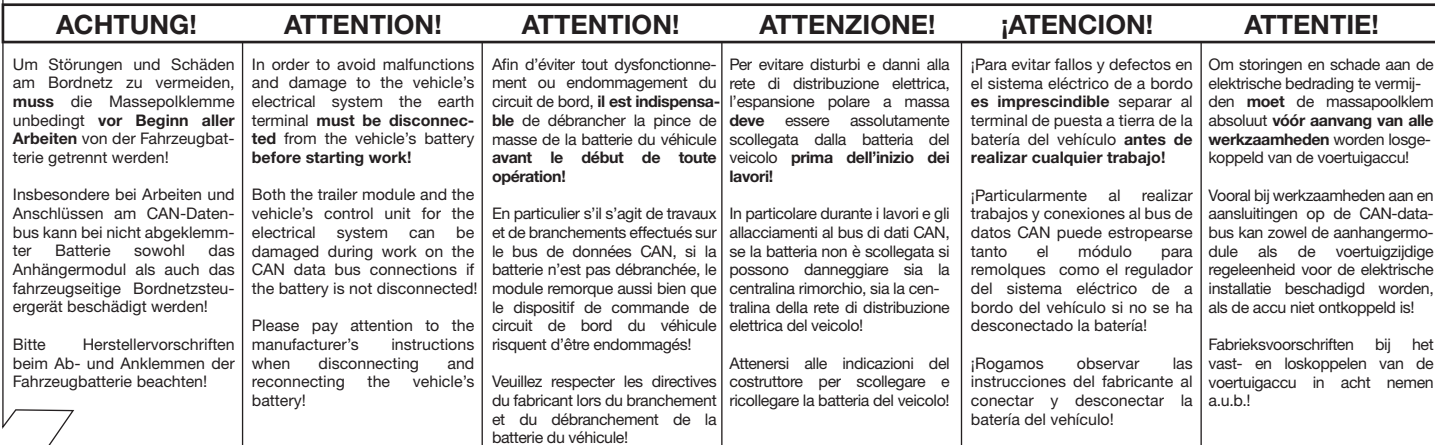 ACHTUNG!
Um Störungen und Schäden
am Bordnetz zu vermeiden,
muss die Massepolklemme
unbedingt vor Beginn aller
Arbeiten von der Fahrzeugbat-
terie getrennt werden!
Insbesondere bei Arbeiten und
Anschlüssen am CAN-Daten-
bus kann bei nicht abgeklemm-
ter Batterie sowohl das
Anhängermodul als auch das
fahrzeugseitige Bordnetzsteu-
ergerät beschädigt werden!
Bitte Herstellervorschriften
beim Ab- und Anklemmen der
Fahrzeugbatterie beachten!
ATTENTION!
In order to avoid malfunctions
and damage to the vehicle's
electrical system the earth
terminal must be disconnec-
ted from the vehicle's battery
before starting work!
Both the trailer module and the
vehicle's control unit for the
electrical system can be
damaged during work on the
CAN data bus connections if
the battery is not disconnected!
Please pay attention to the
manufacturer's instructions
when disconnecting and
reconnecting the vehicle's
battery!
ATTENTION!
Afin d'éviter tout dysfonctionne-
ment ou endommagement du
circuit de bord, il est indispensa-
ble de débrancher la pince de
masse de la batterie du véhicule
avant le début de toute
opération!
En particulier s'il s'agit de travaux
et de branchements effectués sur
le bus de données CAN, si la
batterie n'est pas débranchée, le
module remorque aussi bien que
le dispositif de commande de
circuit de bord du véhicule
risquent d'être endommagés!
Veuillez respecter les directives
du fabricant lors du branchement
et du débranchement de la
batterie du véhicule!
ATTENZIONE!
Per evitare disturbi e danni alla
rete di distribuzione elettrica,
l'espansione polare a massa
deve essere assolutamente
scollegata dalla batteria del
veicolo prima dell'inizio dei
lavori!
In particolare durante i lavori e gli
allacciamenti al bus di dati CAN,
se la batteria non è scollegata si
possono danneggiare sia la
centralina rimorchio, sia la cen-
tralina della rete di distribuzione
elettrica del veicolo!
Attenersi alle indicazioni del
costruttore per scollegare e
ricollegare la batteria del veicolo!
¡ATENCION!
¡Para evitar fallos y defectos en
el sistema eléctrico de a bordo
es imprescindible separar al
terminal de puesta a tierra de la
batería del vehículo antes de
realizar cualquier trabajo!
¡Particularmente al realizar
trabajos y conexiones al bus de
datos CAN puede estropearse
tanto el módulo para
remolques como el regulador
del sistema eléctrico de a
bordo del vehículo si no se ha
desconectado la batería!
¡Rogamos observar las
instrucciones del fabricante al
conectar y desconectar la
batería del vehículo!
ATTENTIE!
Om storingen en schade aan de
elektrische bedrading te vermij-
den moet de massapoolklem
absoluut vóór aanvang van alle
werkzaamheden worden losge-
koppeld van de voertuigaccu!
Vooral bij werkzaamheden aan en
aansluitingen op de CAN-data-
bus kan zowel de aanhangermo-
dule als de voertuigzijdige
regeleenheid voor de elektrische
installatie beschadigd worden,
als de accu niet ontkoppeld is!
Fabrieksvoorschriften bij het
vast- en loskoppelen van de
voertuigaccu in acht nemen
a.u.b.!